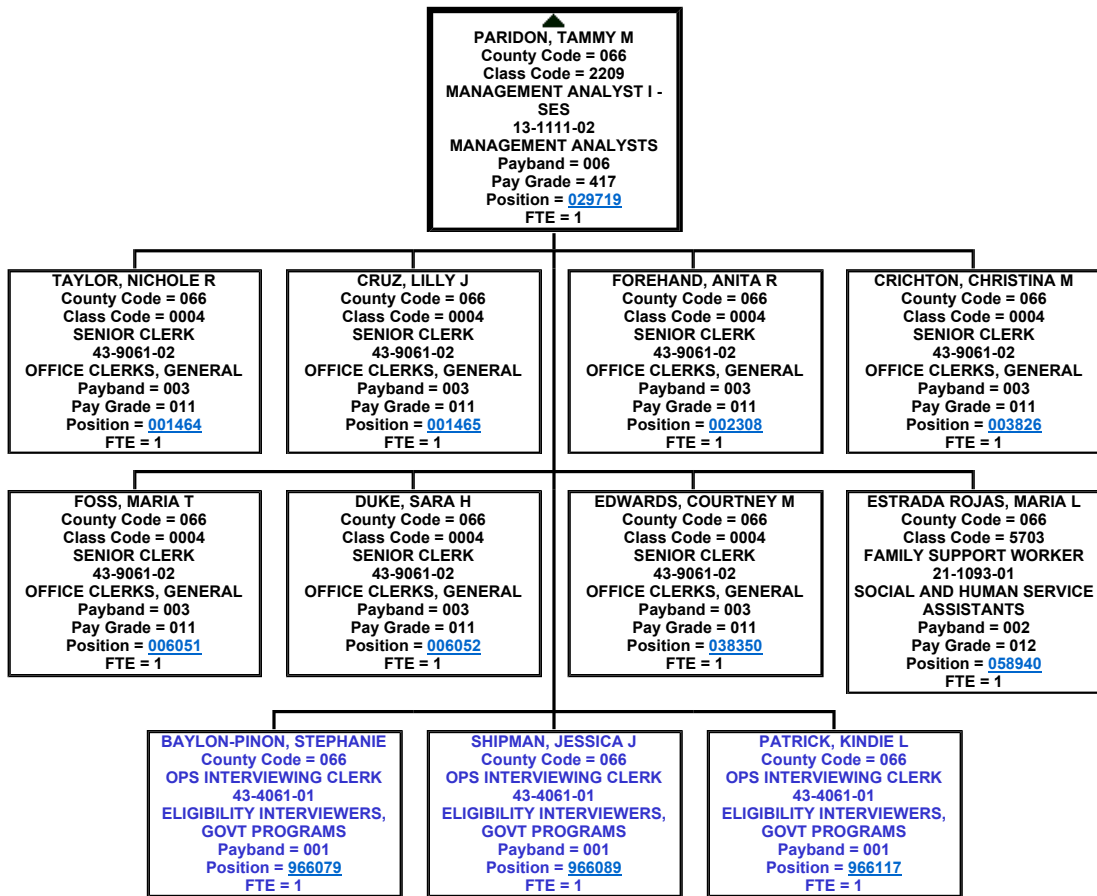 PARIDON, TAMMY M
County Code = 066
Class Code = 2209
MANAGEMENT ANALYST I -
SES
13-1111-02
MANAGEMENT ANALYSTS
Payband = 006
Pay Grade = 417
Position = 029719
FTE = 1
TAYLOR, NICHOLE R
County Code = 066
Class Code = 0004
SENIOR CLERK
43-9061-02
OFFICE CLERKS, GENERAL
Payband = 003
Pay Grade = 011
Position = 001464
FTE = 1
CRUZ, LILLY J
County Code = 066
Class Code = 0004
SENIOR CLERK
43-9061-02
OFFICE CLERKS, GENERAL
Payband = 003
Pay Grade = 011
Position = 001465
FTE = 1
FOREHAND, ANITA R
County Code = 066
Class Code = 0004
SENIOR CLERK
43-9061-02
OFFICE CLERKS, GENERAL
Payband = 003
Pay Grade = 011
Position = 002308
FTE = 1
CRICHTON, CHRISTINA M
County Code = 066
Class Code = 0004
SENIOR CLERK
43-9061-02
OFFICE CLERKS, GENERAL
Payband = 003
Pay Grade = 011
Position = 003826
FTE = 1
FOSS, MARIA T
County Code = 066
Class Code = 0004
SENIOR CLERK
43-9061-02
OFFICE CLERKS, GENERAL
Payband = 003
Pay Grade = 011
Position = 006051
FTE = 1
DUKE, SARA H
County Code = 066
Class Code = 0004
SENIOR CLERK
43-9061-02
OFFICE CLERKS, GENERAL
Payband = 003
Pay Grade = 011
Position = 006052
FTE = 1
EDWARDS, COURTNEY M
County Code = 066
Class Code = 0004
SENIOR CLERK
43-9061-02
OFFICE CLERKS, GENERAL
Payband = 003
Pay Grade = 011
Position = 038350
FTE = 1
ESTRADA ROJAS, MARIA L
County Code = 066
Class Code = 5703
FAMILY SUPPORT WORKER
21-1093-01
SOCIAL AND HUMAN SERVICE
ASSISTANTS
Payband = 002
Pay Grade = 012
Position = 058940
FTE = 1
BAYLON-PINON, STEPHANIE
County Code = 066
OPS INTERVIEWING CLERK
43-4061-01
ELIGIBILITY INTERVIEWERS,
GOVT PROGRAMS
Payband = 001
Position = 966079
FTE = 1
SHIPMAN, JESSICA J
County Code = 066
OPS INTERVIEWING CLERK
43-4061-01
ELIGIBILITY INTERVIEWERS,
GOVT PROGRAMS
Payband = 001
Position = 966089
FTE = 1
PATRICK, KINDIE L
County Code = 066
OPS INTERVIEWING CLERK
43-4061-01
ELIGIBILITY INTERVIEWERS,
GOVT PROGRAMS
Payband = 001
Position = 966117
FTE = 1